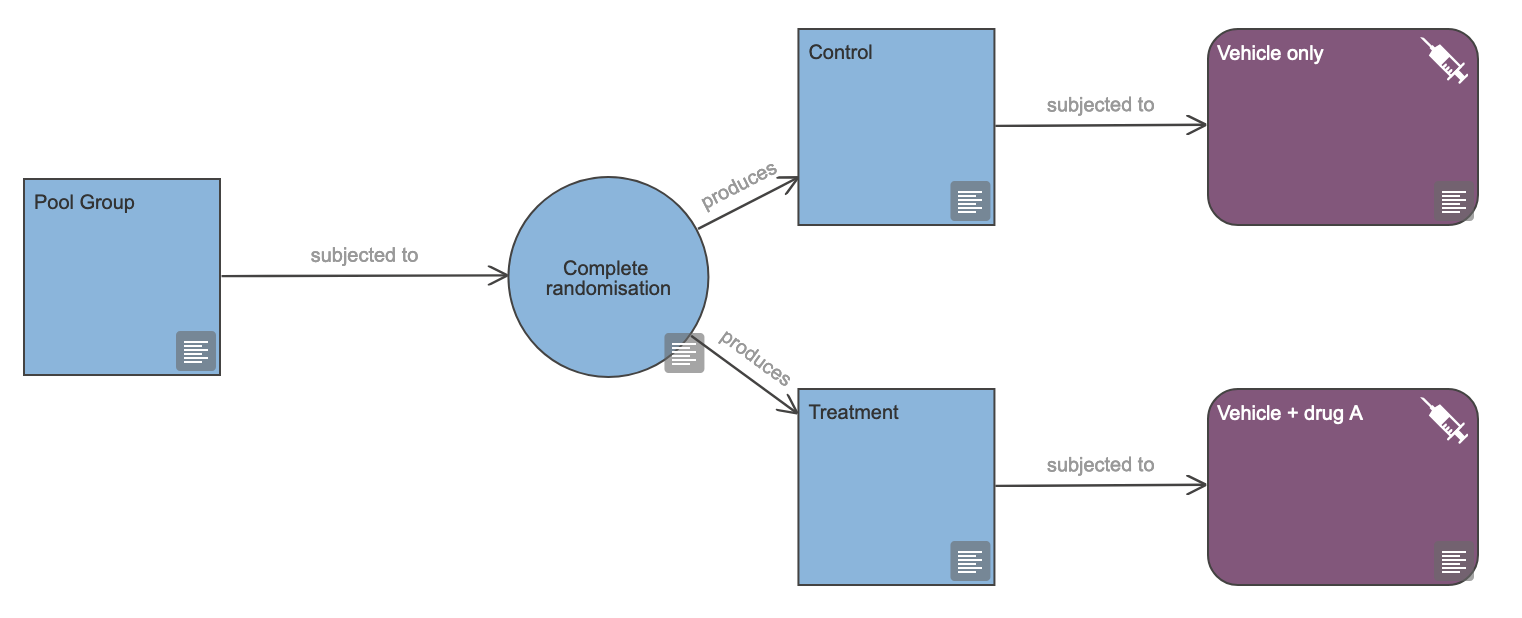 Pool Group
subjected to
Complete
randomisation
produces
Control
subjected to
Vehicle only
produces
Treatment
subjected to
Vehicle + drug A